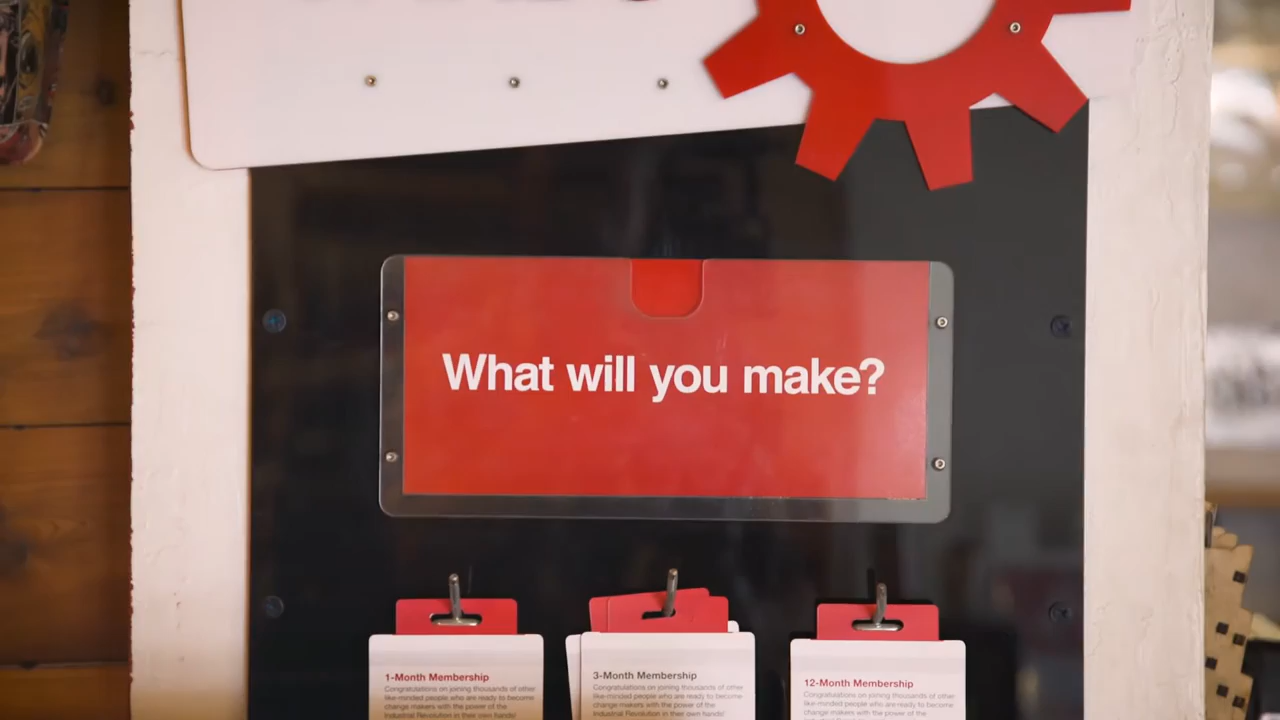 What will you make?
1-Month Membership
Congratulations on joining thousands of other
like-minded people who are ready to become
change makers with the power of the
Industrial Revolution in their own hands!
3-Month Membership
Congratulations on joining thousands of other
like-minded people who are ready to become
change makers with the power of the
Industrial Revolution in their own hands!
12-Month Membership
Congratulations on joining thousands of other
like-minded people who are ready to become
change makers with the power of the